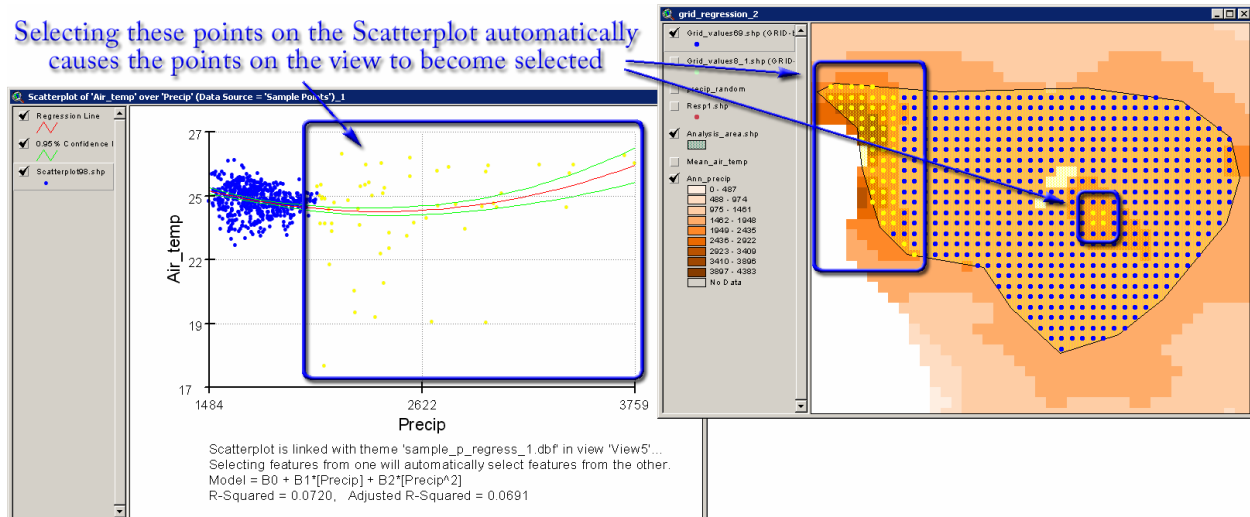 Selecting these points on the Scatterplot automatically
causes the points on the view to become selected
Scatterplot of 'Air_temp' over 'Precip' (Data Source = 'Sample Points')_1
Regression Line
0.95% Confidence I
Scatterplot98.shp
27
25
22
19
17
Air_temp
1484
2622
3759
Precip
Scatterplot is linked with theme 'sample_p_regress_1.dbf' in view 'View5'...
Selecting features from one will automatically select features from the other.
Model = B0 + B1*[Precip] + B2*[Precip^2]
R-Squared = 0.0720, Adjusted R-Squared = 0.0691
grid_regression_2
Grid_values69.shp (GRID-b
Grid_values8_1.shp (GRID-
precip_random
Resp1.shp
Analysis_area.shp
Mean_air_temp
Ann_precip
0 - 487
488 - 974
975 - 1461
1462 - 1948
1949 - 2435
2436 - 2922
2923 - 3409
3410 - 3896
3897 - 4383
No Data